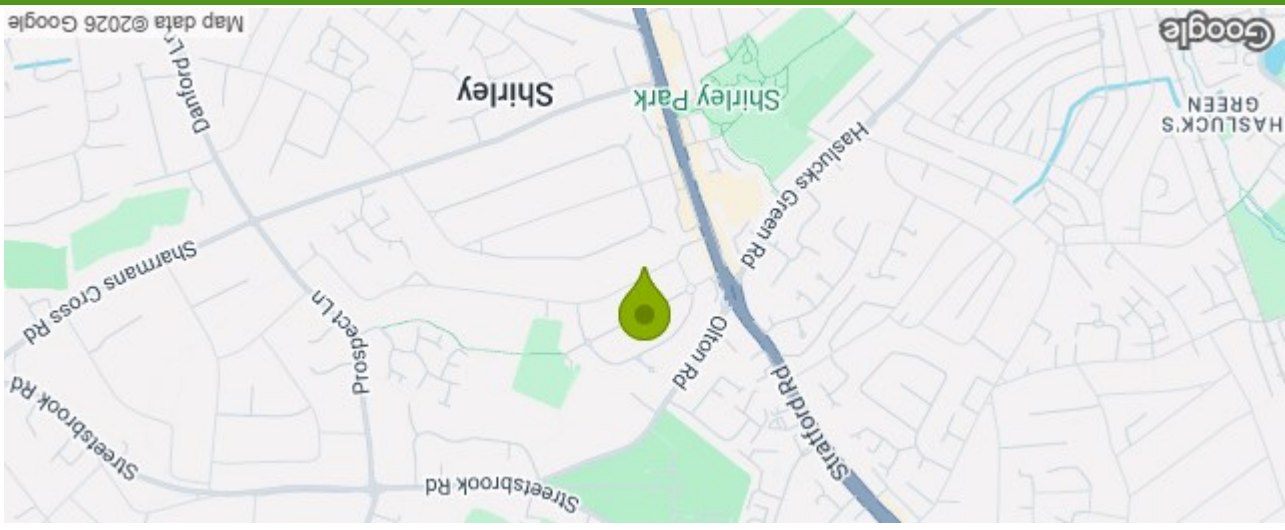 Streetsbrook Rd
Streetsbrook Rd
Stratford Rd
Olton Rd
Prospect Ln
Sharmans Cross Rd
Haslucks Green Rd
HASLUCK'S
GREEN
Shirley Park
Shirley
Danford Ln
Google
Map data ©2026 Google